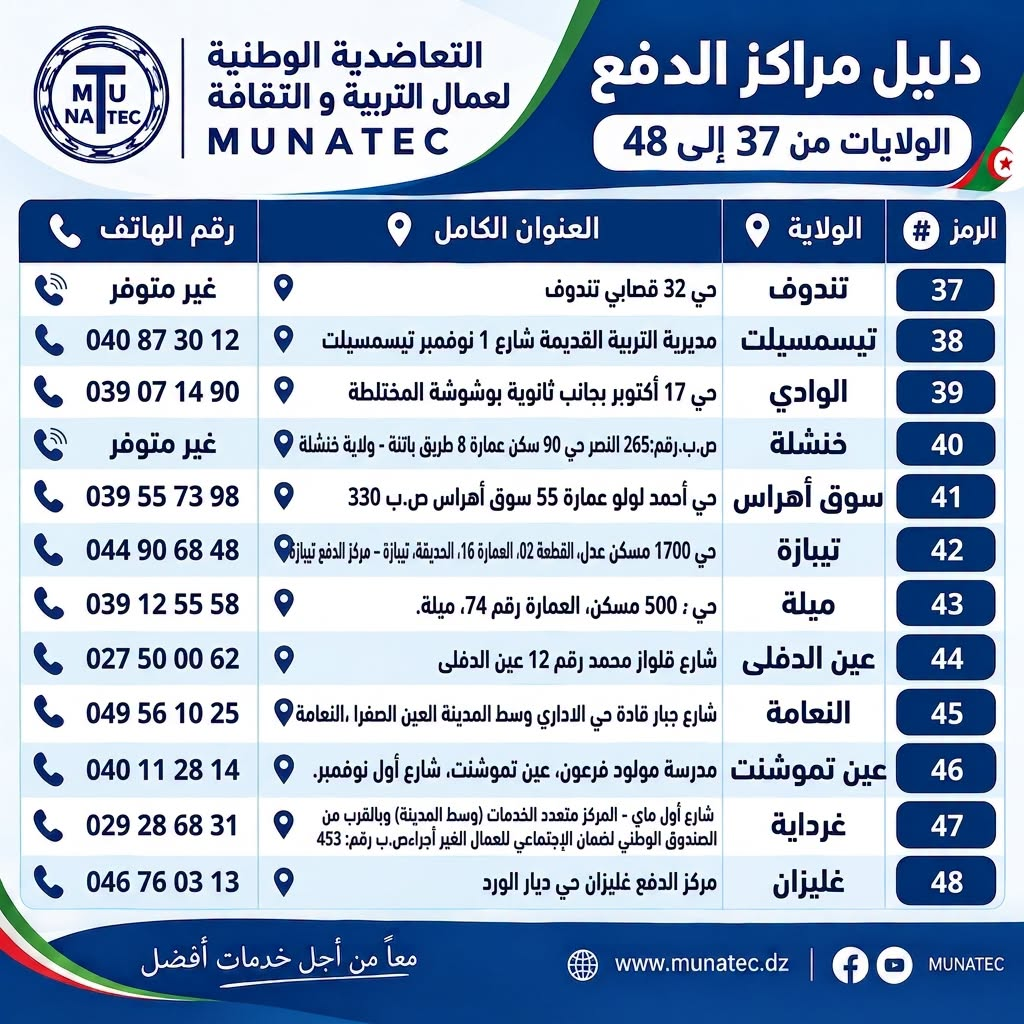 MTU
NATEC
التعاضدية الوطنية
لعمال التربية و التقافة
MUNATEC
دليل مراكز الدفع
الولايات من 37 إلى 48
الرمز # الولاية العنوان الكامل رقم الهاتف
37 تندوف حي 32 قصابي تندوف غير متوفر
38 تيسمسيلت مديرية التربية القديمة شارع 1 نوفمبر تيسمسيلت 040 87 30 12
39 الوادي حي 17 أكتوبر بجانب ثانوية بوشوشة المختلطة 039 07 14 90
40 خنشلة ص.ب.رقم:265 النصر حي 90 سكن عمارة 8 طريق باتنة - ولاية خنشلة غير متوفر
41 سوق أهراس حي أحمد لولو عمارة 55 سوق أهراس ص.ب 330 039 55 73 98
42 تيبازة حي 1700 مسكن عدل، القطعة 02، العمارة 16، الحديقة، تيبازة – مركز الدفع تيبازة 044 90 68 48
43 ميلة حي : 500 مسكن، العمارة رقم 74، ميلة. 039 12 55 58
44 عين الدفلى شارع قلواز محمد رقم 12 عين الدفلى 027 50 00 62
45 النعامة شارع جبار قادة حي الاداري وسط المدينة العين الصفرا ،النعامة 049 56 10 25
46 عين تموشنت مدرسة مولود فرعون، عين تموشنت، شارع أول نوفمبر. 040 11 28 14
47 غرداية شارع أول ماي - المركز متعدد الخدمات (وسط المدينة) وبالقرب من
الصندوق الوطني لضمان الإجتماعي للعمال الغير أجراءص.ب رقم: 453 029 28 68 31
48 غليزان مركز الدفع غليزان حي ديار الورد 046 76 03 13
معاً من أجل خدمات أفضل
www.munatec.dz
MUNATEC